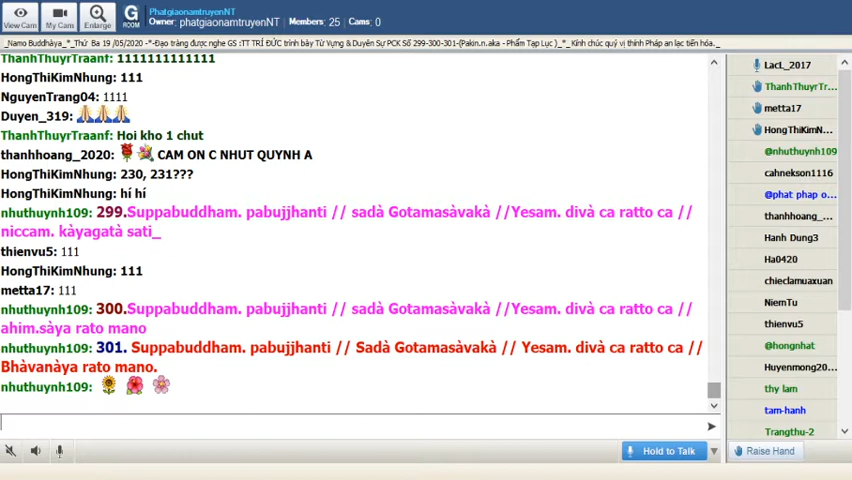 View Cam
My Cam
Enlarge
G
ROOM
PhatgiaonamtruyenNT
Owner: phatgiaonamtruyenNT Members: 25 Cams: 0
_Namo Buddhàya_*_Thứ Ba 19 /05/2020 -*-Đạo tràng được nghe GS :TT TRÍ ĐỨC trình bày Từ Vựng & Duyên Sự PCK Số 299-300-301-(Pakin.n.aka - Phẩm Tạp Lục )_*_Kính chúc quý vị thính Pháp an lạc tiến hóa._
ThanhThuyrTraanf: 1111111111111
HongThiKimNhung: 111
NguyenTrang04: 1111
Duyen_319:
ThanhThuyrTraanf: Hoi kho 1 chut
thanhhoang_2020: CAM ON C NHUT QUYNH A
HongThiKimNhung: 230, 231???
HongThiKimNhung: hí hí
nhuthuynh109: 299.Suppabuddham. pabujjhanti // sadà Gotamasàvakà //Yesam. divà ca ratto ca //
niccam. kàyagatà sati_
thienvu5: 111
HongThiKimNhung: 111
metta17: 111
nhuthuynh109: 300.Suppabuddham. pabujjhanti // sadà Gotamasàvakà //Yesam. divà ca ratto ca //
ahim.sàya rato mano
nhuthuynh109: 301. Suppabuddham. pabujjhanti // Sadà Gotamasàvakà // Yesam. divà ca ratto ca //
Bhàvanàya rato mano.
nhuthuynh109:
LacL_2017
ThanhThuyrTr...
metta17
HongThiKimN...
@nhuthuynh109
cahnekson1116
@phat phap o...
thanhhoang_...
Hanh Dung3
Ha0420
chieclamuaxuan
NiemTu
thienvu5
@hongnhat
Huyenmong20...
thy lam
tam-hanh
Trangthu-2
Hold to Talk
Raise Hand